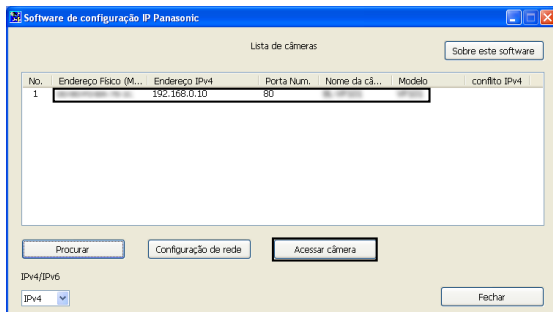 Software de configuração IP Panasonic
Lista de câmeras
Sobre este software
No. Endereço Físico (M... Endereço IPv4 Porta Num. Nome da câ... Modelo conflito IPv4
1 192.168.0.10 80
Procurar Configuração de rede Acessar câmera
IPv4/IPv6
IPv4 Fechar